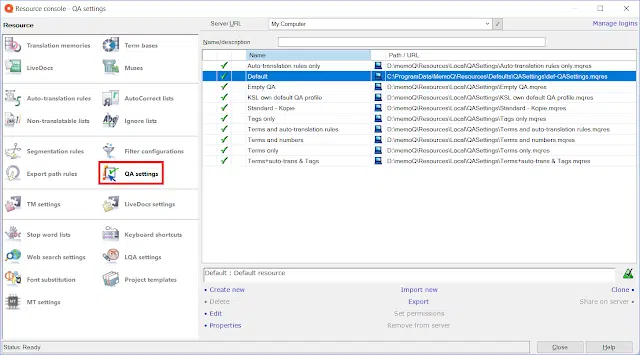 Resource console - QA settings
Resource
Server URL
My Computer
Manage logins
Translation memories
Term bases
LiveDocs
Muses
Auto-translation rules
AutoCorrect lists
Non-translatable lists
Ignore lists
Segmentation rules
Filter configurations
Export path rules
QA settings
TM settings
LiveDocs settings
Stop word lists
Keyboard shortcuts
Web search settings
LQA settings
Font substitution
Project templates
MT settings
Name/description
Name Path / URL
Auto-translation rules only D:\memoQ\Resources\Local\QASettings\Auto-translation rules only.mqres
Default C:\ProgramData\MemoQ\Resources\Defaults\QASettings\def-QASettings.mqres
Empty QA D:\memoQ\Resources\Local\QASettings\Empty QA.mqres
KSL own default QA profile D:\memoQ\Resources\Local\QASettings\KSL own default QA profile.mqres
Standard - Kopie D:\memoQ\Resources\Local\QASettings\Standard - Kopie.mqres
Tags only D:\memoQ\Resources\Local\QASettings\Tags only.mqres
Terms and auto-translation rules D:\memoQ\Resources\Local\QASettings\Terms and auto-translation rules.mqres
Terms and numbers D:\memoQ\Resources\Local\QASettings\Terms and numbers.mqres
Terms only D:\memoQ\Resources\Local\QASettings\Terms only.mqres
Terms+auto-trans & Tags D:\memoQ\Resources\Local\QASettings\Terms+auto-trans & Tags.mqres
Default : Default resource
Create new Import new Clone
Delete Export Share on server
Edit Set permissions
Properties Remove from server
Status: Ready Close Help